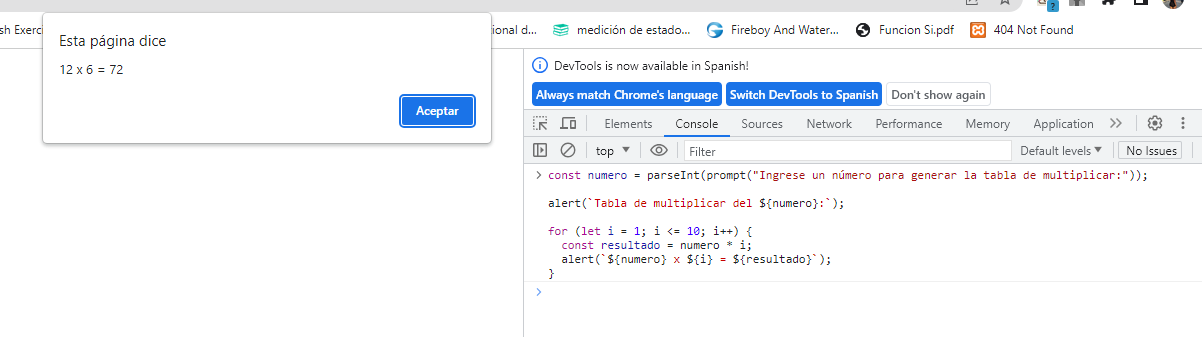 Esta página dice
12 x 6 = 72
Aceptar
sh Exerci
ional d...
medición de estado...
Fireboy And Water...
Funcion Si.pdf
404 Not Found
DevTools is now available in Spanish!
Always match Chrome's language
Switch DevTools to Spanish
Don't show again
Elements
Console
Sources
Network
Performance
Memory
Application
top
Filter
Default levels
No Issues
const numero = parseInt(prompt("Ingrese un número para generar la tabla de multiplicar:"));
alert(`Tabla de multiplicar del ${numero}:`);
for (let i = 1; i <= 10; i++) {
const resultado = numero * i;
alert(`${numero} x ${i} = ${resultado}`);
}